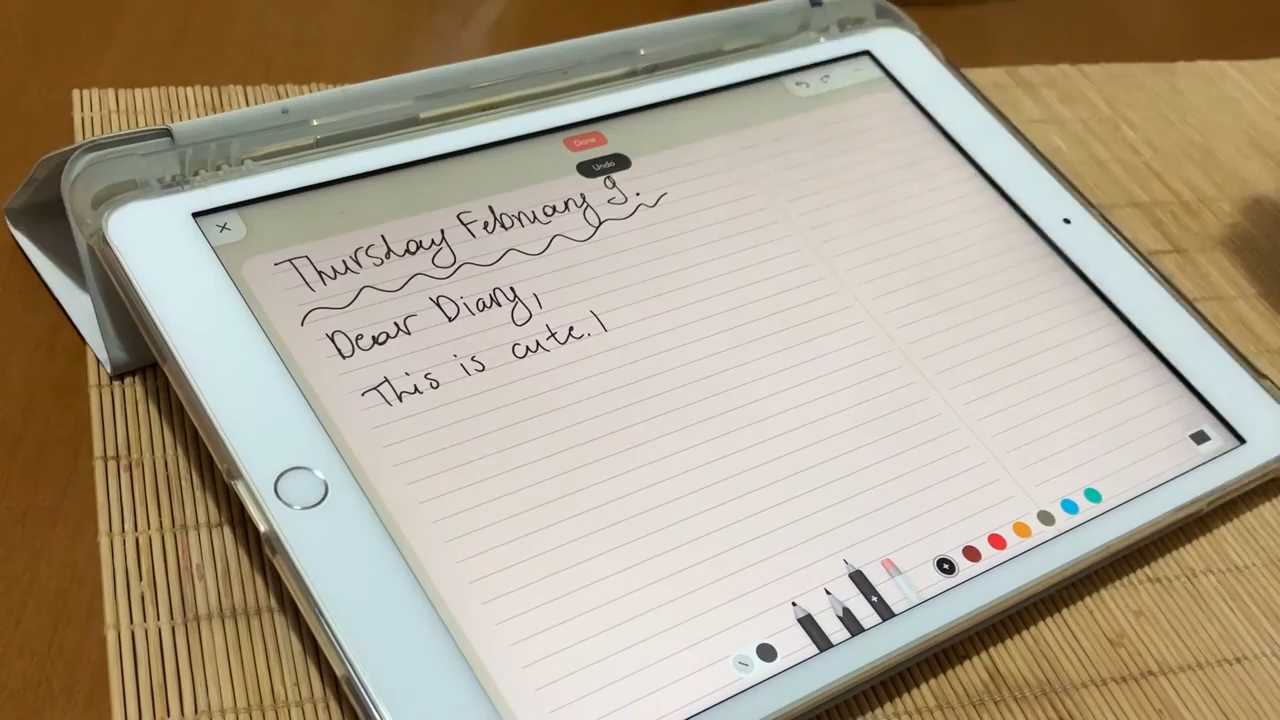 Done
Undo
Thursday February 9.
Dear Diary,
This is cute. |